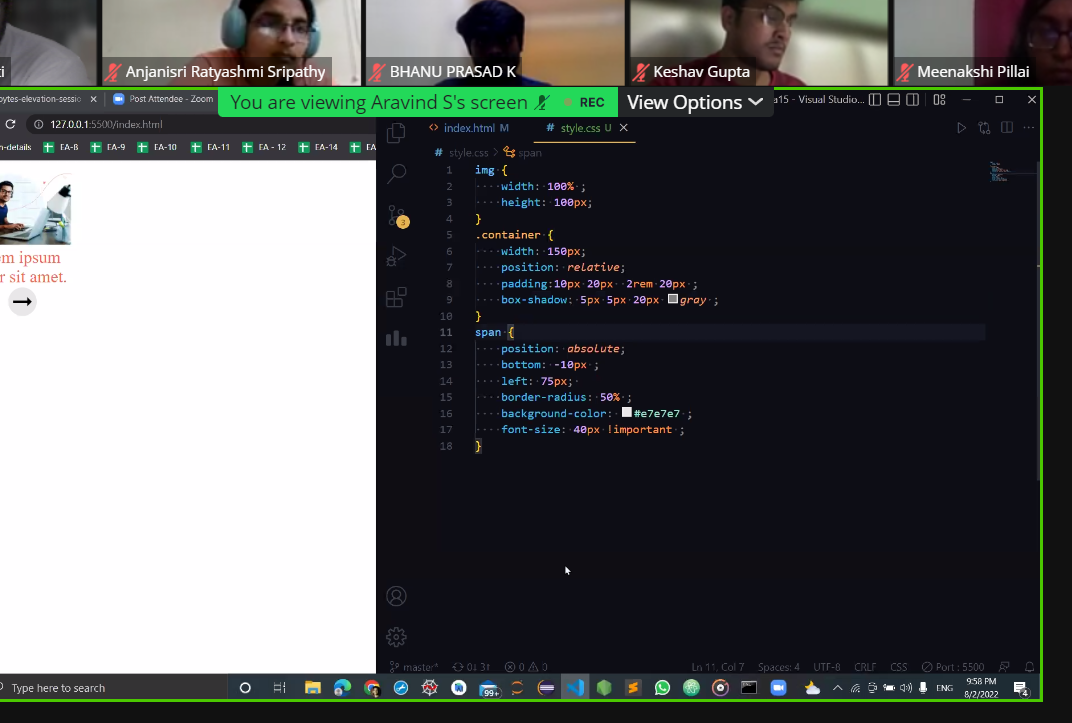 ti
Anjanisri Ratyashmi Sripathy
BHANU PRASAD K
Keshav Gupta
Meenakshi Pillai
bytes-elevation-sessio
Post Attendee - Zoom
You are viewing Aravind S's screen
REC
View Options
a15 - Visual Studio...
127.0.0.1:5500/index.html
h-details
EA-8
EA-9
EA-10
EA-11
EA - 12
EA-14
EA
index.html M
# style.css U
# style.css > span
1 img {
2 ····width: 100% ;
3 ····height: 100px;
4 }
5 .container {
6 ····width: 150px;
7 ····position: relative;
8 ····padding:10px 20px 2rem 20px ;
9 ····box-shadow: 5px 5px 20px gray ;
10 }
11 span {
12 ····position: absolute;
13 ····bottom: -10px ;
14 ····left: 75px;
15 ····border-radius: 50% ;
16 ····background-color: #e7e7e7 ;
17 ····font-size: 40px !important ;
18 }
em ipsum
r sit amet.
3
master*
0↓ 3↑
0
0
Ln 11, Col 7
Spaces: 4
UTF-8
CRLF
CSS
Port : 5500
Type here to search
99+
ENG
9:58 PM
8/2/2022
4